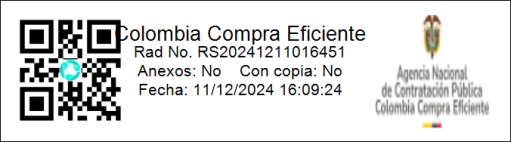 Colombia Compra Eficiente
Rad No. RS20241211016451
Anexos: No Con copia: No
Fecha: 11/12/2024 16:09:24
Agencia Nacional
de Contratación Pública
Colombia Compra Eficiente